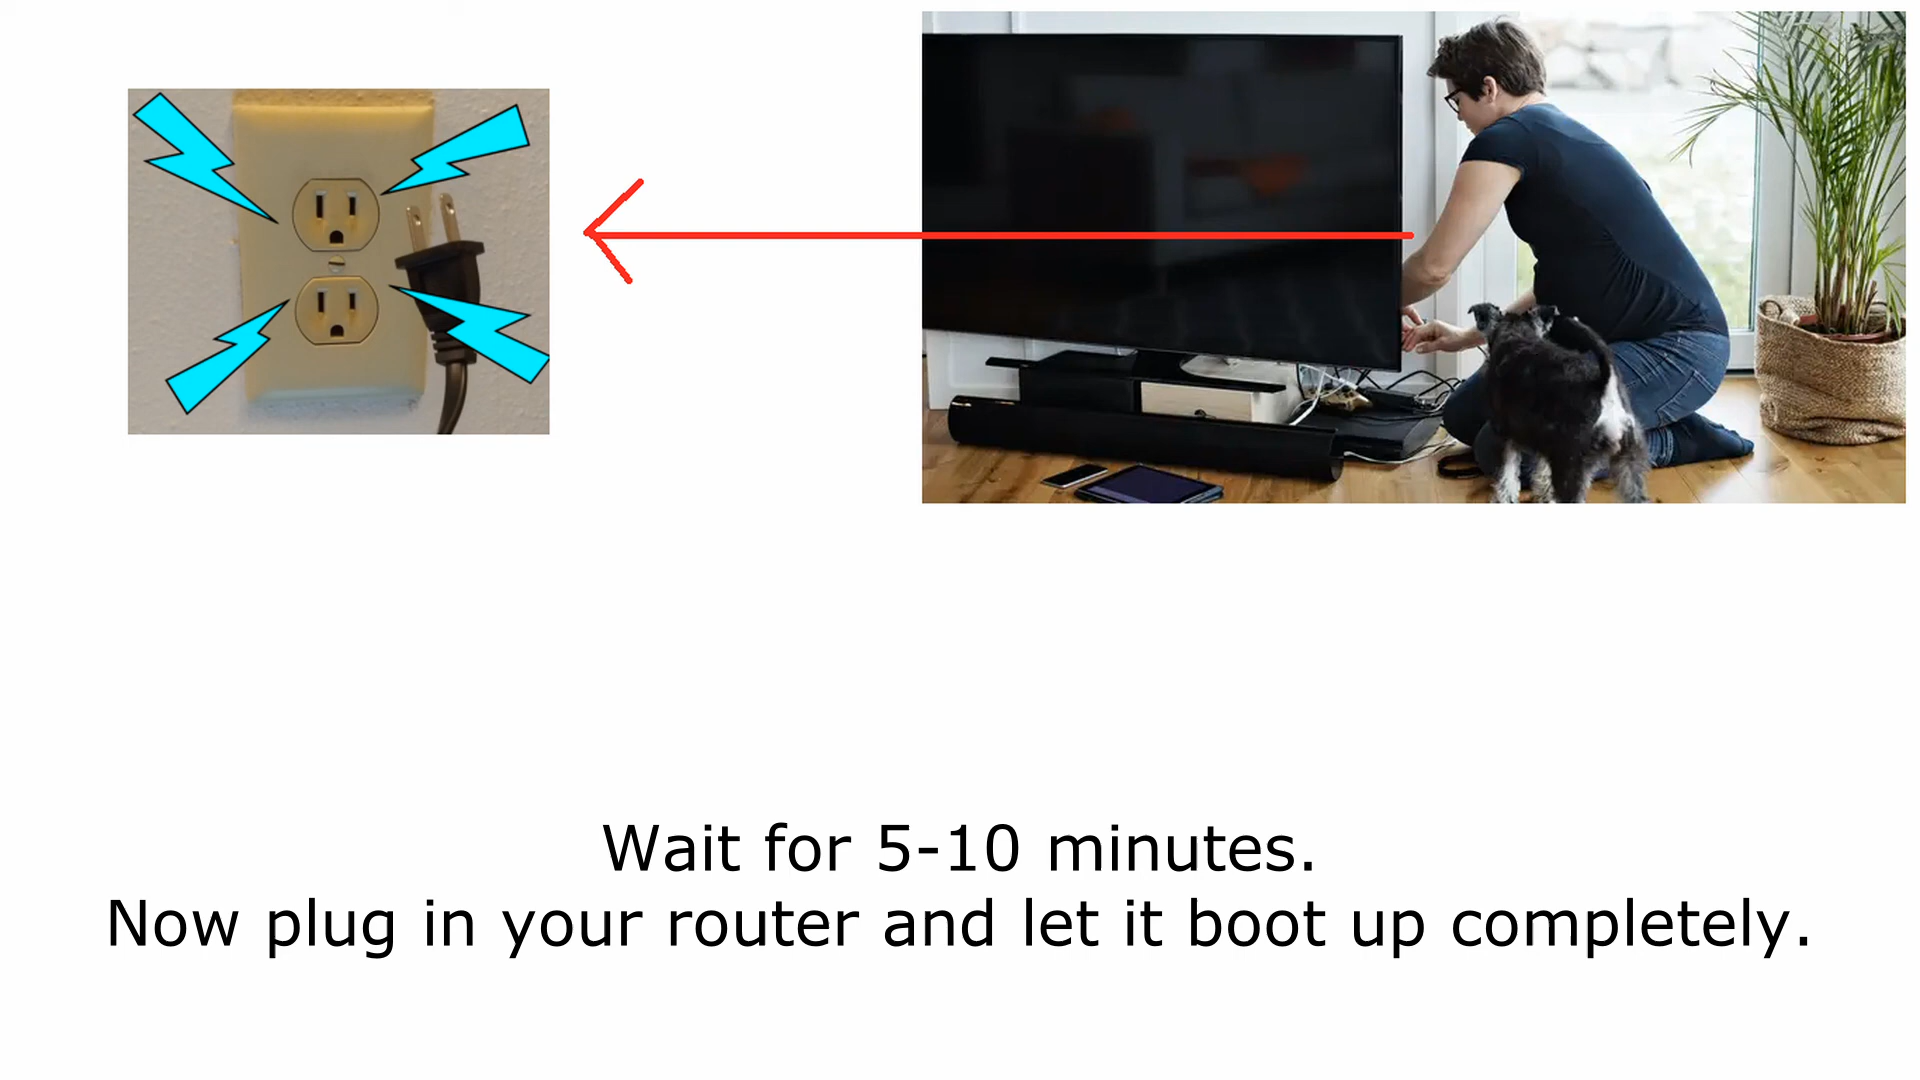 Wait for 5-10 minutes.
Now plug in your router and let it boot up completely.